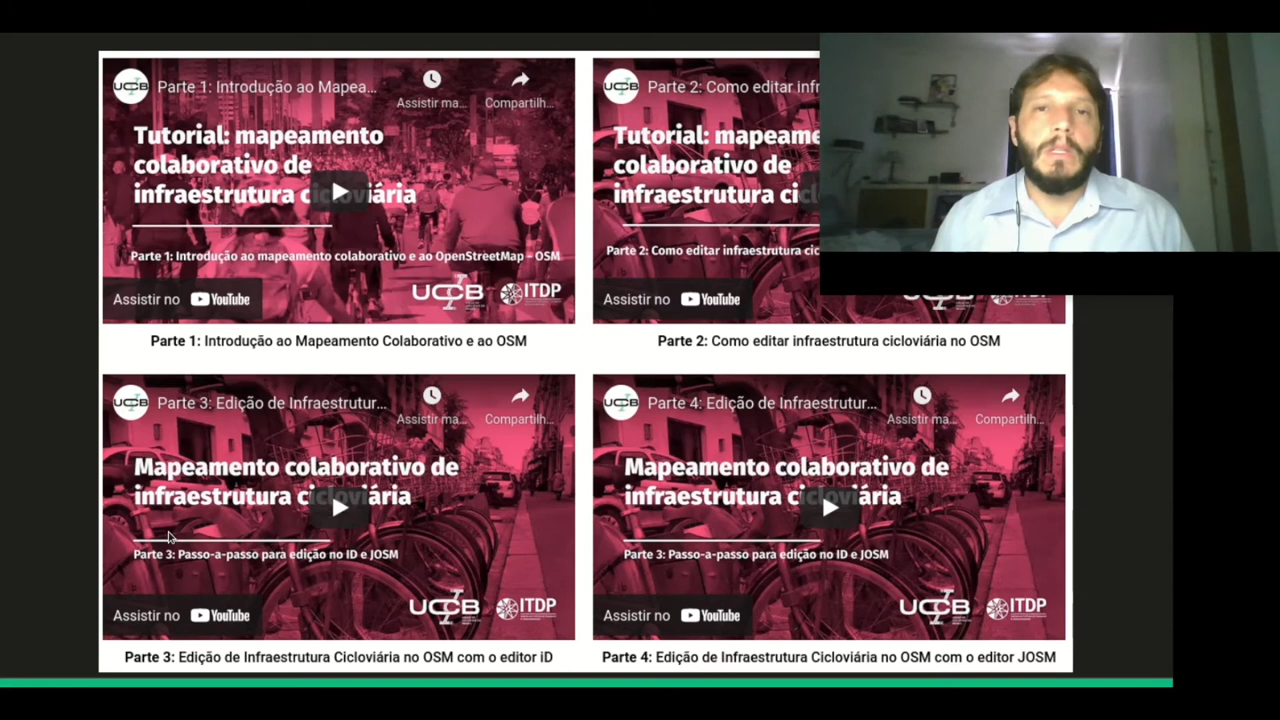 UCB
Parte 1: Introdução ao Mapea...
Assistir ma...
Compartilh...
Tutorial: mapeamento
colaborativo de
infraestrutura cicloviária
Parte 1: Introdução ao mapeamento colaborativo e ao OpenStreetMap - OSM
Assistir no YouTube
UCB
ITDP
Parte 1: Introdução ao Mapeamento Colaborativo e ao OSM
UCB
Parte 2: Como editar infr
Tutorial: mapeame
colaborativo de
infraestrutura cic
Parte 2: Como editar infraestrutura cic
Assistir no YouTube
Parte 2: Como editar infraestrutura cicloviária no OSM
UCB
Parte 3: Edição de Infraestrutur...
Assistir ma...
Compartilh...
Mapeamento colaborativo de
infraestrutura cicloviária
Parte 3: Passo-a-passo para edição no ID e JOSM
Assistir no YouTube
UCB
ITDP
Parte 3: Edição de Infraestrutura Cicloviária no OSM com o editor iD
UCB
Parte 4: Edição de Infraestrutur...
Assistir ma...
Compartilh...
Mapeamento colaborativo de
infraestrutura cicloviária
Parte 3: Passo-a-passo para edição no ID e JOSM
Assistir no YouTube
UCB
ITDP
Parte 4: Edição de Infraestrutura Cicloviária no OSM com o editor JOSM